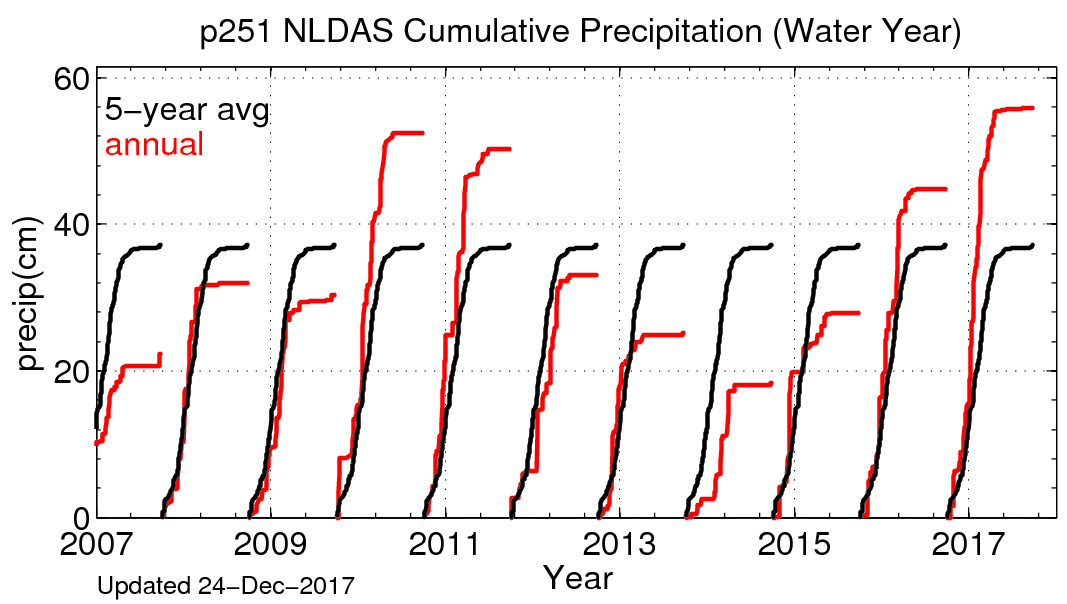 p251 NLDAS Cumulative Precipitation (Water Year)
60
5−year avg
annual
40
precip(cm)
20
0
2007 2009 2011 2013 2015 2017
Year
Updated 24−Dec−2017